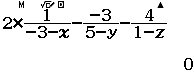 M √D/ D ▲
2×1/(-3-x) - -3/(5-y) - 4/(1-z)
0